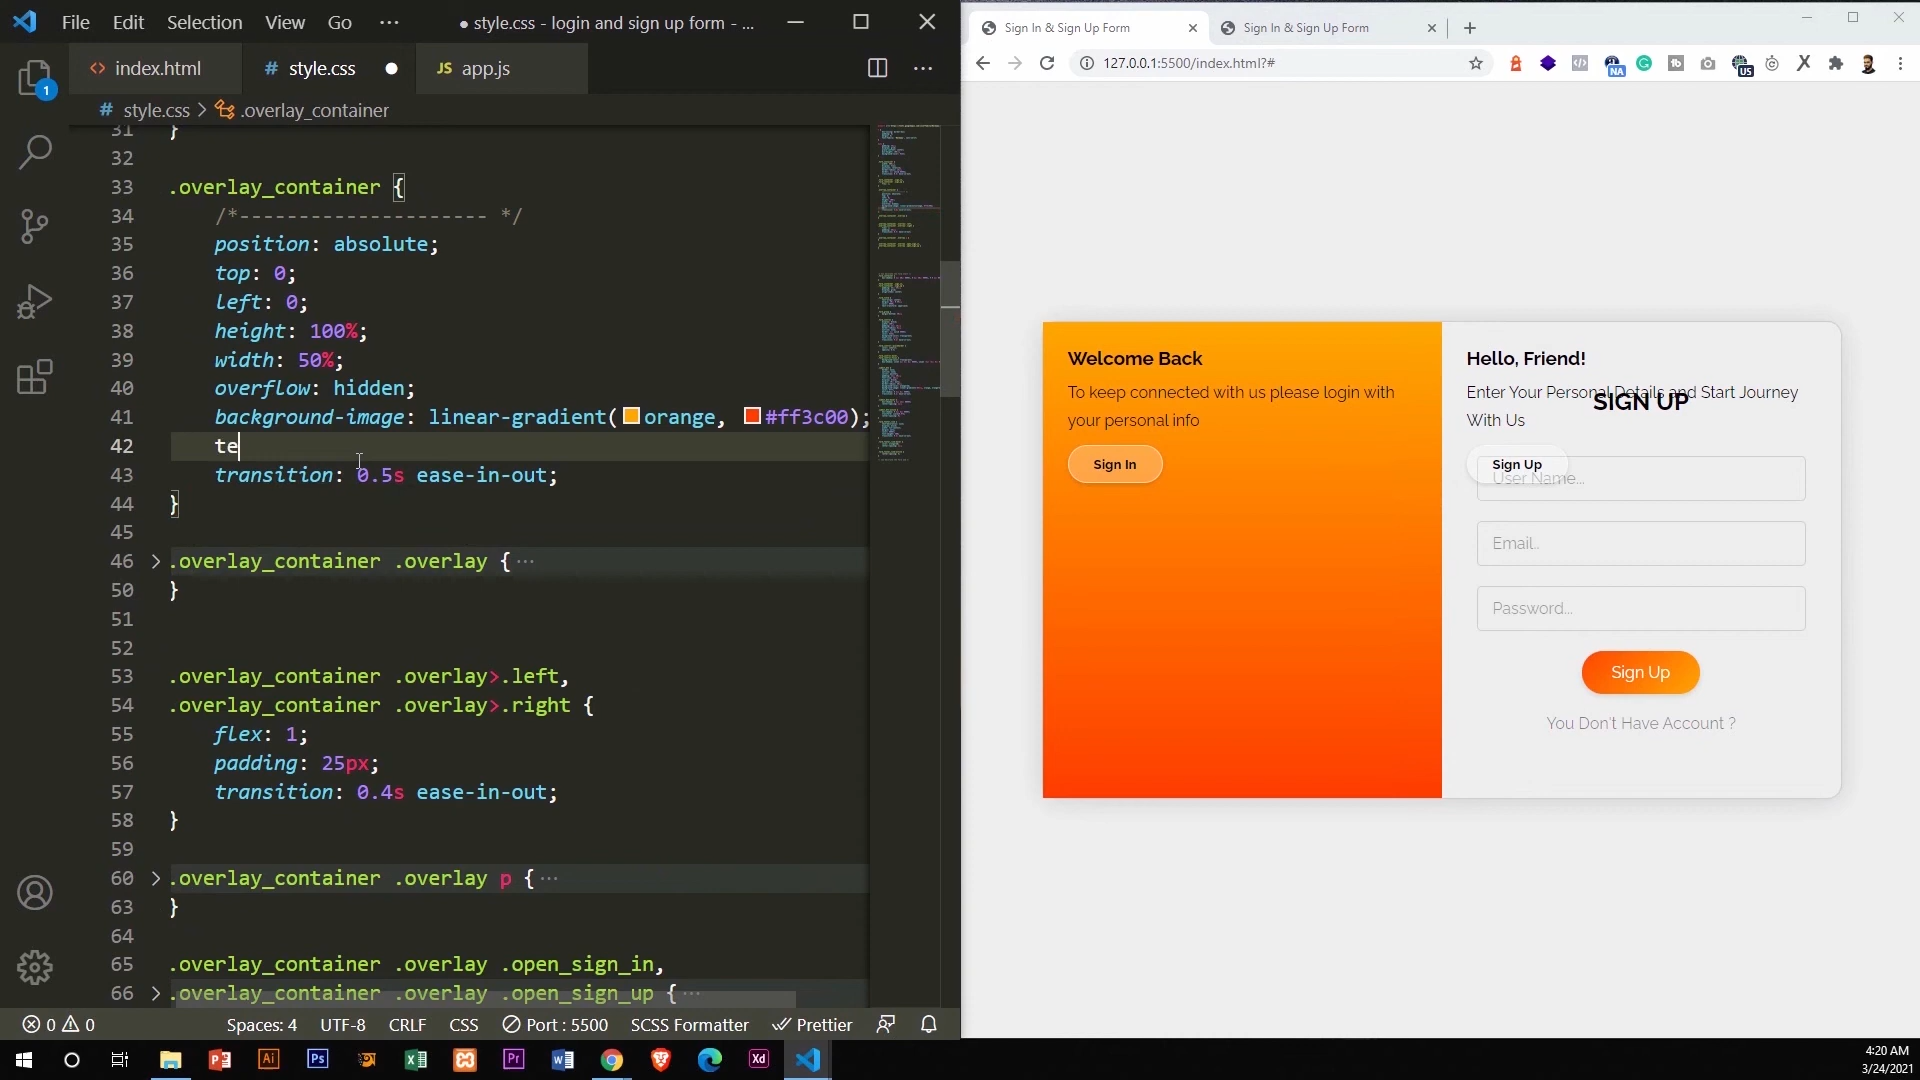 File Edit Selection View Go ··· ● style.css - login and sign up form - ...
<> index.html # style.css ● JS app.js ···
# style.css > .overlay_container
31 }
32
33 .overlay_container {
34 /*--------------------- */
35 position: absolute;
36 top: 0;
37 left: 0;
38 height: 100%;
39 width: 50%;
40 overflow: hidden;
41 background-image: linear-gradient(orange, #ff3c00);
42 te
43 transition: 0.5s ease-in-out;
44 }
45
46 > .overlay_container .overlay { ···
50 }
51
52
53 .overlay_container .overlay>.left,
54 .overlay_container .overlay>.right {
55 flex: 1;
56 padding: 25px;
57 transition: 0.4s ease-in-out;
58 }
59
60 > .overlay_container .overlay p { ···
63 }
64
65 .overlay_container .overlay .open_sign_in,
66 > .overlay_container .overlay .open_sign_up { ···
1
0 0 Spaces: 4 UTF-8 CRLF CSS Port : 5500 SCSS Formatter Prettier
Sign In & Sign Up Form Sign In & Sign Up Form
127.0.0.1:5500/index.html?#
NA US
Welcome Back
To keep connected with us please login with
your personal info
Sign In
Hello, Friend!
Enter Your Personal Details and Start Journey
With Us
Sign Up
SIGN UP
User Name...
Email..
Password...
Sign Up
You Don't Have Account ?
Ai Ps Pr Xd
4:20 AM
3/24/2021